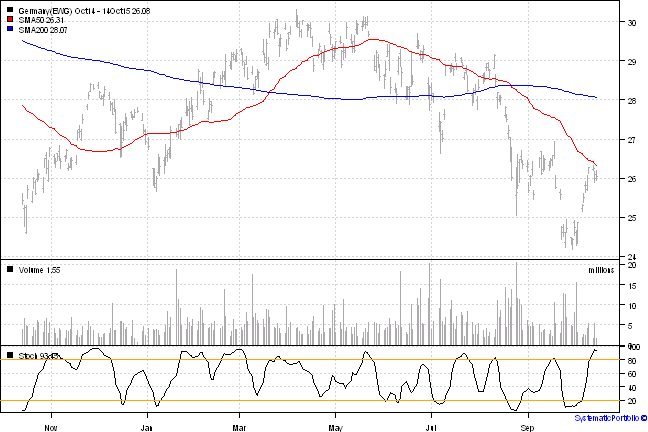 Germany(EWG) Oct14 - 14Oct15 26.08
SMA50 26.31
SMA200 28.07
30
29
28
27
26
25
24
Volume 1.55
millions
20
15
10
5
0
Stoch
100
80
60
40
20
Nov
Jan
Mar
May
Jul
Sep
SystematicPortfolio ©